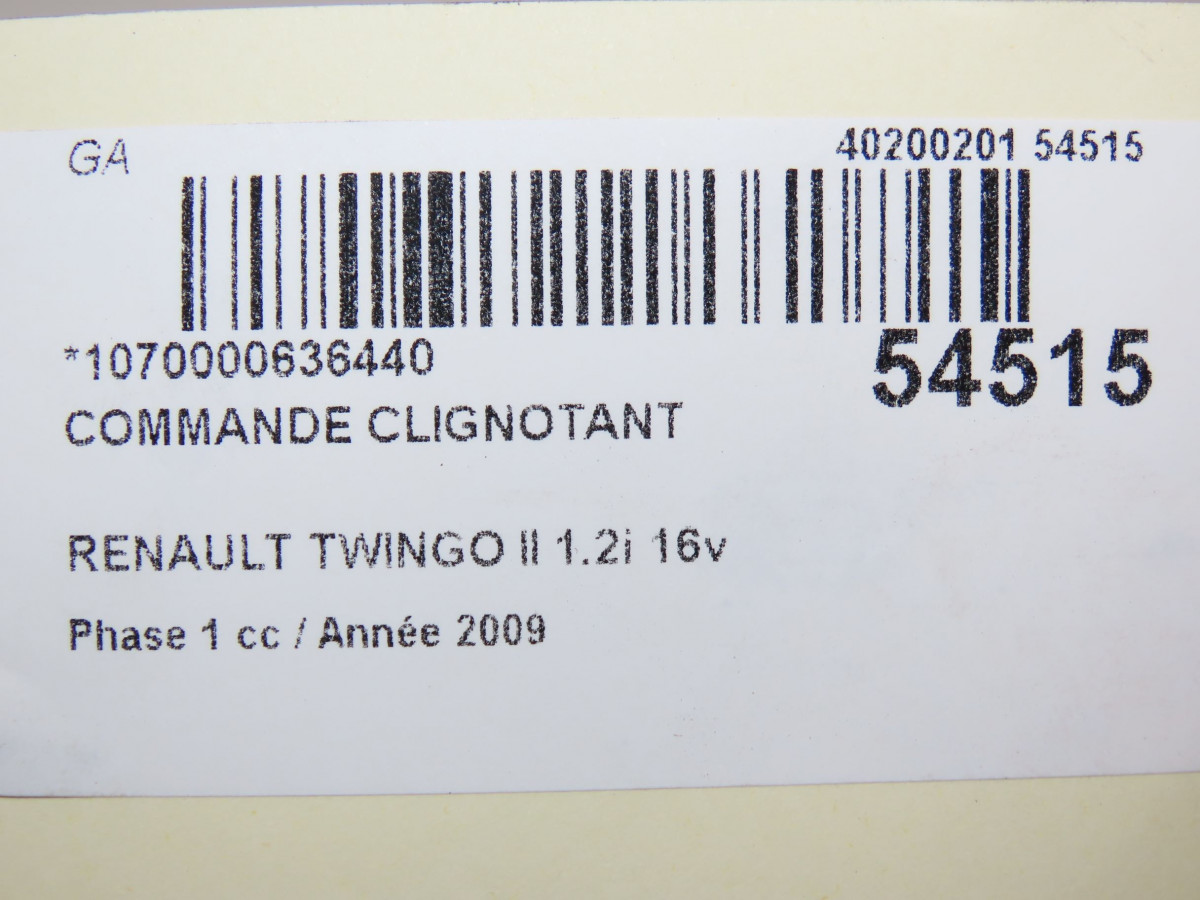 GA
40200201 54515
*1070000636440
54515
COMMANDE CLIGNOTANT
RENAULT TWINGO II 1.2i 16v
Phase 1 cc / Année 2009